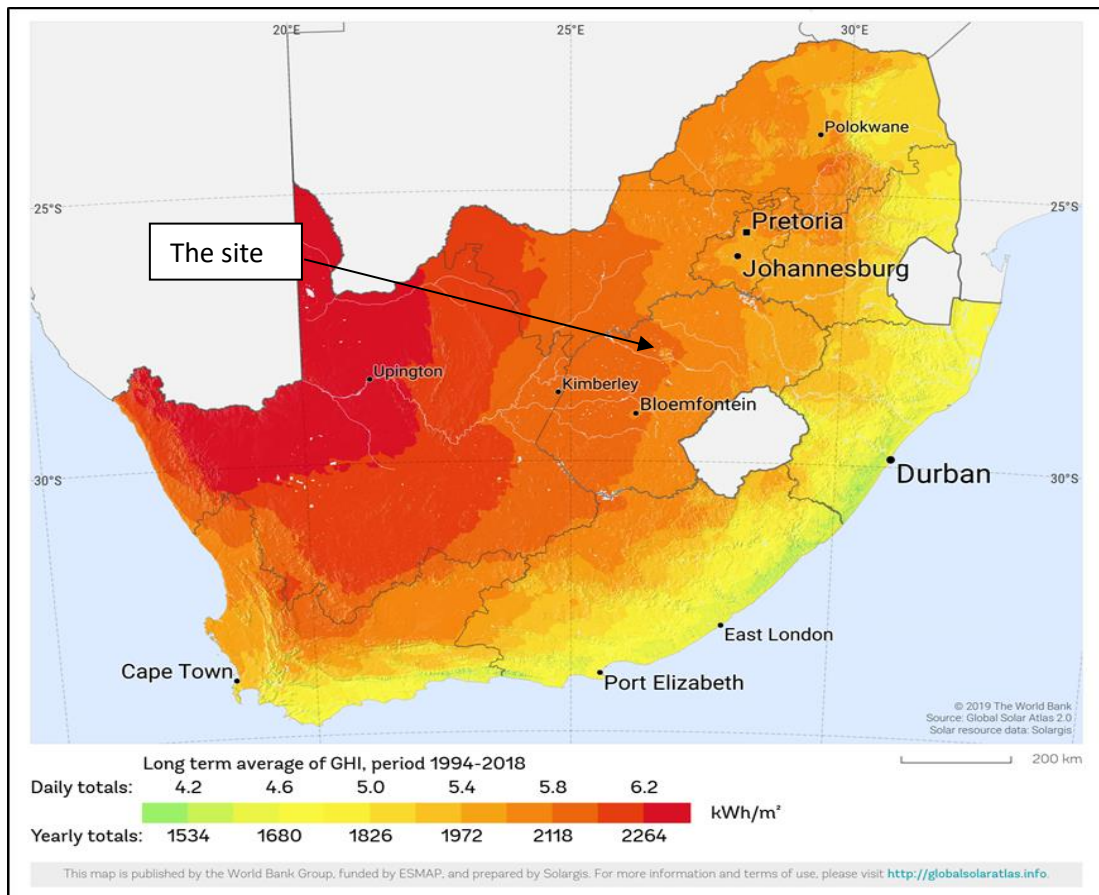 20°E 25°E 30°E
Polokwane
25°S 25°S
Pretoria
The site
Johannesburg
Upington
Kimberley
Bloemfontein
Durban
30°S 30°S
East London
Cape Town
Port Elizabeth
© 2019 The World Bank
Source: Global Solar Atlas 2.0
Solar resource data: Solargis
Long term average of GHI, period 1994-2018
200 km
Daily totals: 4.2 4.6 5.0 5.4 5.8 6.2
kWh/m²
Yearly totals: 1534 1680 1826 1972 2118 2264
This map is published by the World Bank Group, funded by ESMAP, and prepared by Solargis. For more information and terms of use, please visit http://globalsolaratlas.info.